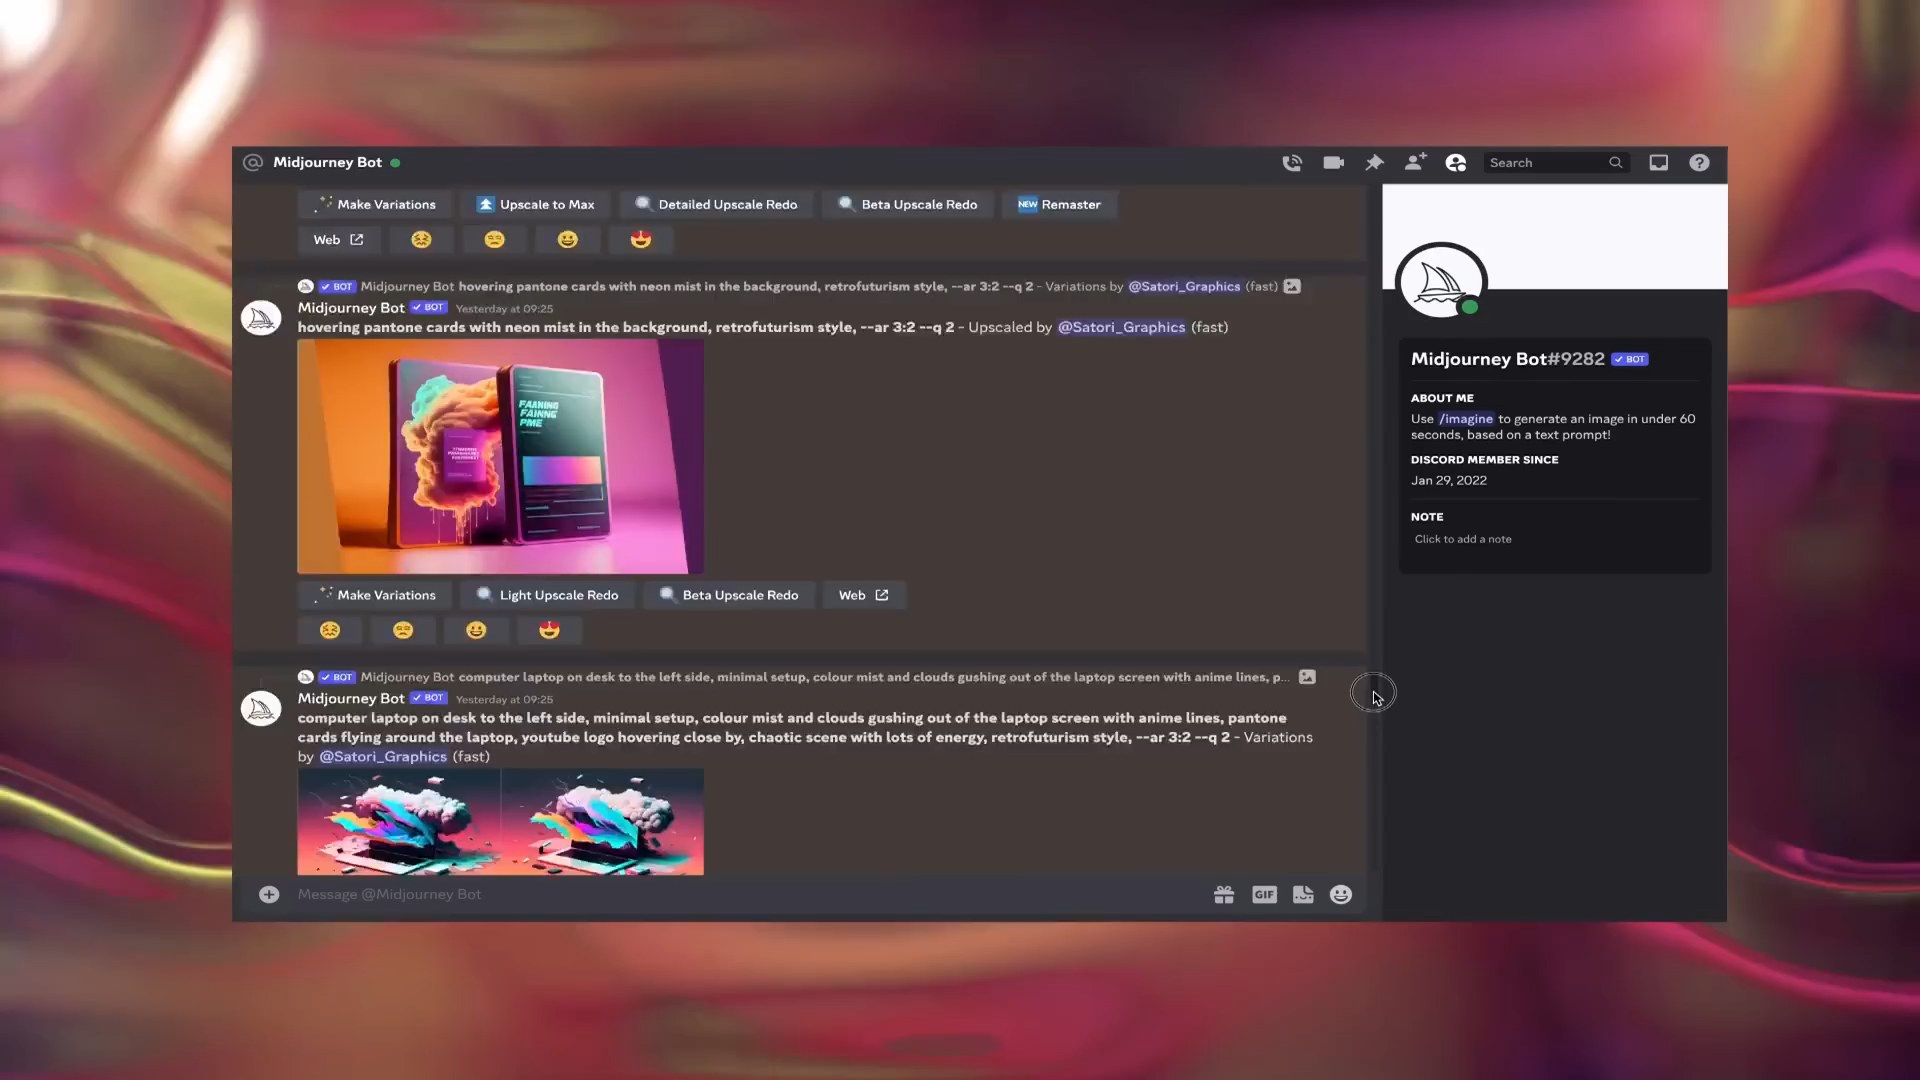 Midjourney Bot
Search
Make Variations
Upscale to Max
Detailed Upscale Redo
Beta Upscale Redo
NEW Remaster
Web
BOT Midjourney Bot hovering pantone cards with neon mist in the background, retrofuturism style, --ar 3:2 --q 2 - Variations by @Satori_Graphics (fast)
Midjourney Bot BOT Yesterday at 09:25
hovering pantone cards with neon mist in the background, retrofuturism style, --ar 3:2 --q 2 - Upscaled by @Satori_Graphics (fast)
FAINNG
PME
Make Variations
Light Upscale Redo
Beta Upscale Redo
Web
BOT Midjourney Bot computer laptop on desk to the left side, minimal setup, colour mist and clouds gushing out of the laptop screen with anime lines, p...
Midjourney Bot BOT Yesterday at 09:25
computer laptop on desk to the left side, minimal setup, colour mist and clouds gushing out of the laptop screen with anime lines, pantone
cards flying around the laptop, youtube logo hovering close by, chaotic scene with lots of energy, retrofuturism style, --ar 3:2 --q 2 - Variations
by @Satori_Graphics (fast)
Message @Midjourney Bot
GIF
Midjourney Bot#9282 BOT
ABOUT ME
Use /imagine to generate an image in under 60
seconds, based on a text prompt!
DISCORD MEMBER SINCE
Jan 29, 2022
NOTE
Click to add a note